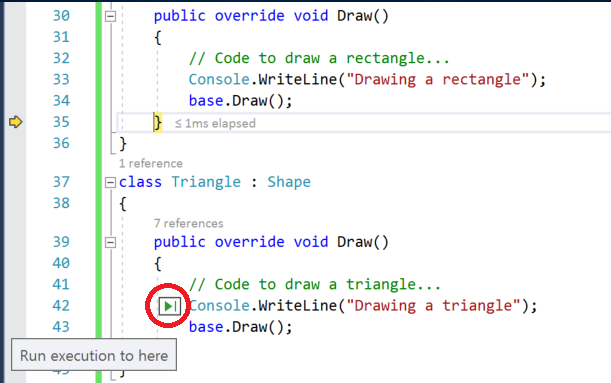 30 public override void Draw()
31 {
32 // Code to draw a rectangle...
33 Console.WriteLine("Drawing a rectangle");
34 base.Draw();
35 } ≤ 1ms elapsed
36 }
1 reference
37 class Triangle : Shape
38 {
7 references
39 public override void Draw()
40 {
41 // Code to draw a triangle...
42 Console.WriteLine("Drawing a triangle");
43 base.Draw();
Run execution to here
}